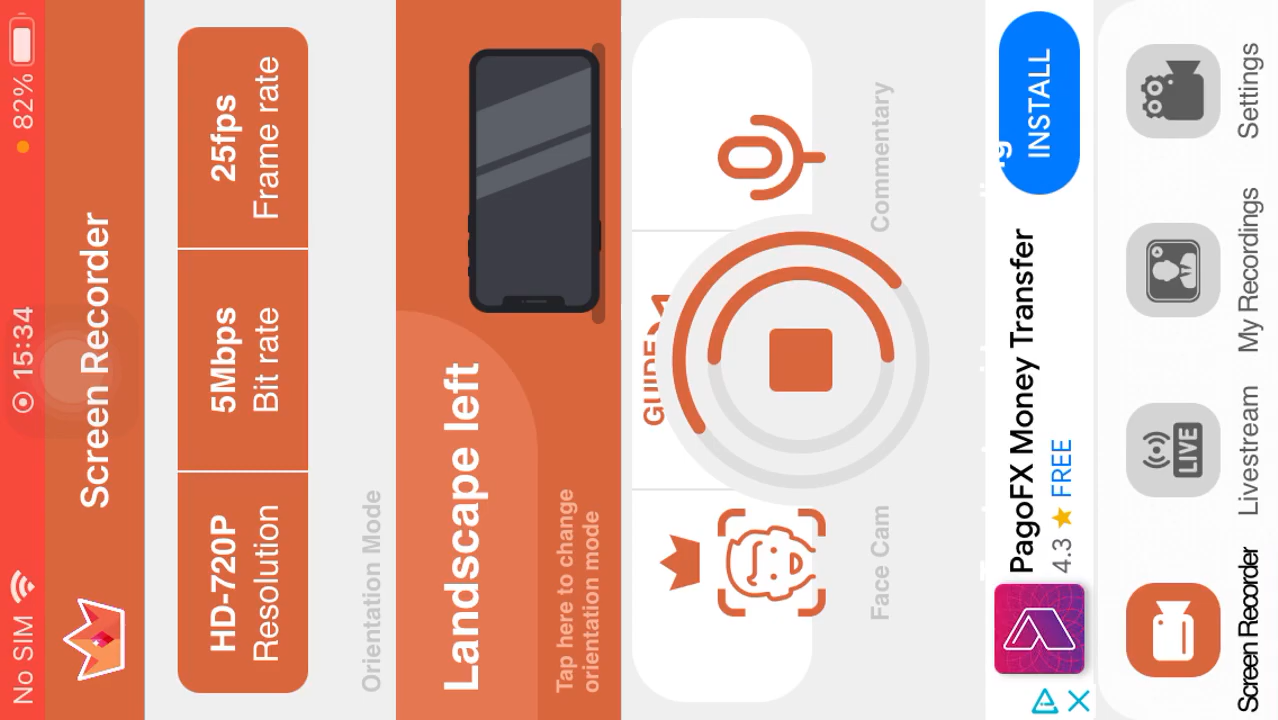 No SIM
15:34
82%
Screen Recorder
HD-720P
Resolution
5Mbps
Bit rate
25fps
Frame rate
Orientation Mode
Landscape left
Tap here to change
orientation mode
Face Cam
Commentary
PagoFX Money Transfer
4.3 ★ FREE
INSTALL
LIVE
Screen Recorder
Livestream
My Recordings
Settings